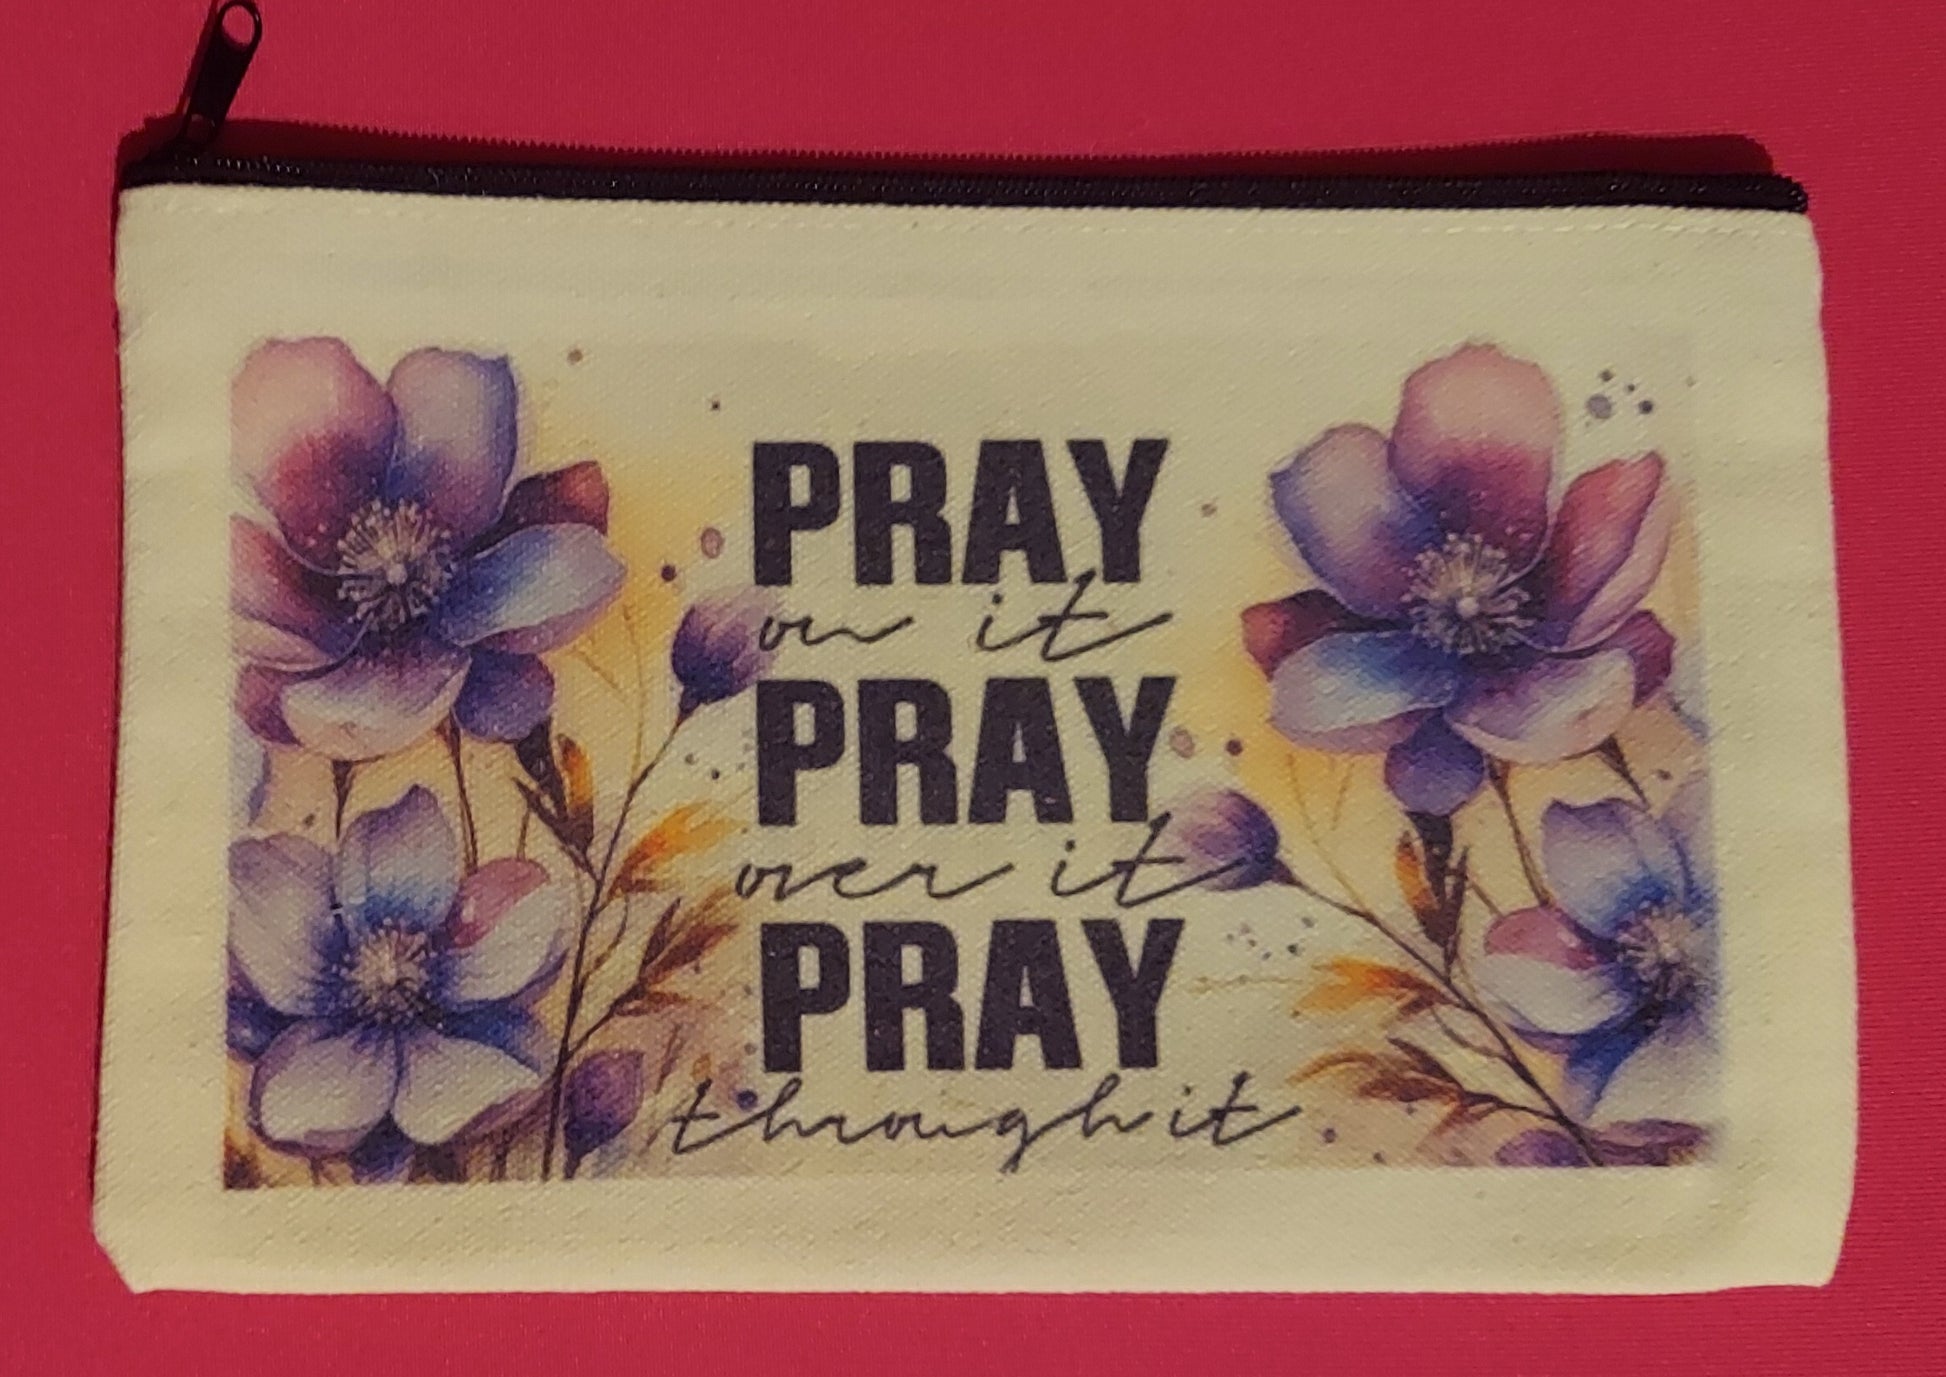 PRAY
on it
PRAY
over it
PRAY
through it